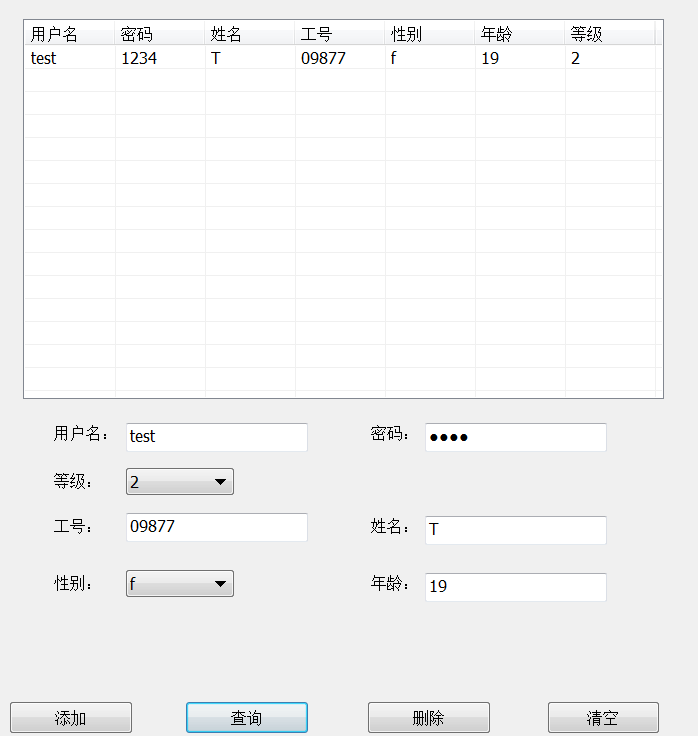 用户名 密码 姓名 工号 性别 年龄 等级
test 1234 T 09877 f 19 2
用户名： test 密码： ●●●●
等级： 2
工号： 09877 姓名： T
性别： f 年龄： 19
添加 查询 删除 清空